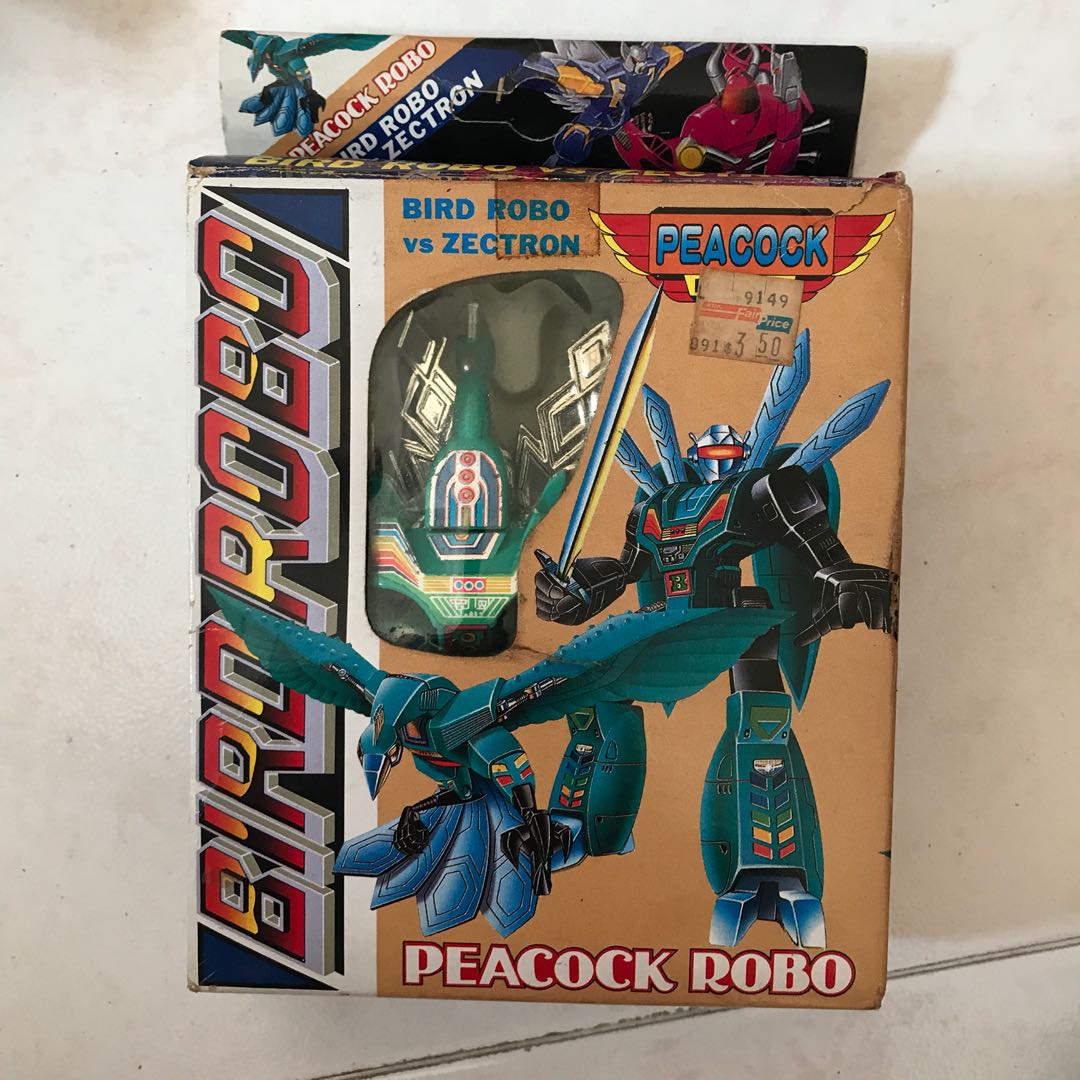 PEACOCK ROBO
BIRD ROBO
ZECTRON
BIRD ROBO VS
BIRD ROBO
BIRD ROBO
vs ZECTRON
PEACOCK
9149
Fair
Price
891 $3 50
PEACOCK ROBO